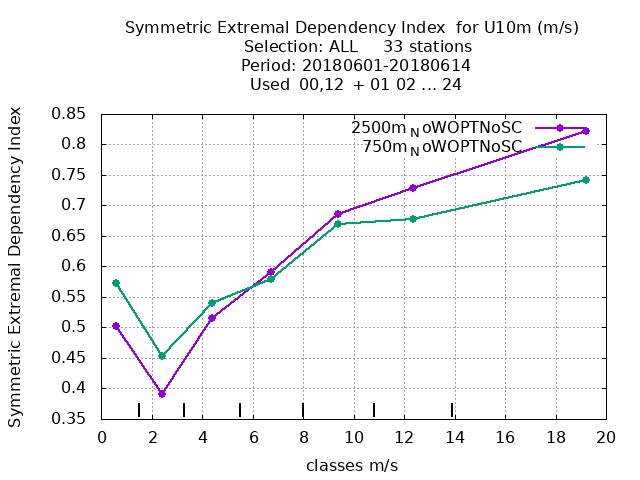 Symmetric Extremal Dependency Index for U10m (m/s)
Selection: ALL 33 stations
Period: 20180601-20180614
Used 00,12 + 01 02 ... 24
Symmetric Extremal Dependency Index
0.85
0.8
0.75
0.7
0.65
0.6
0.55
0.5
0.45
0.4
0.35
2500mNoWOPTNoSC
750mNoWOPTNoSC
0 2 4 6 8 10 12 14 16 18 20
classes m/s